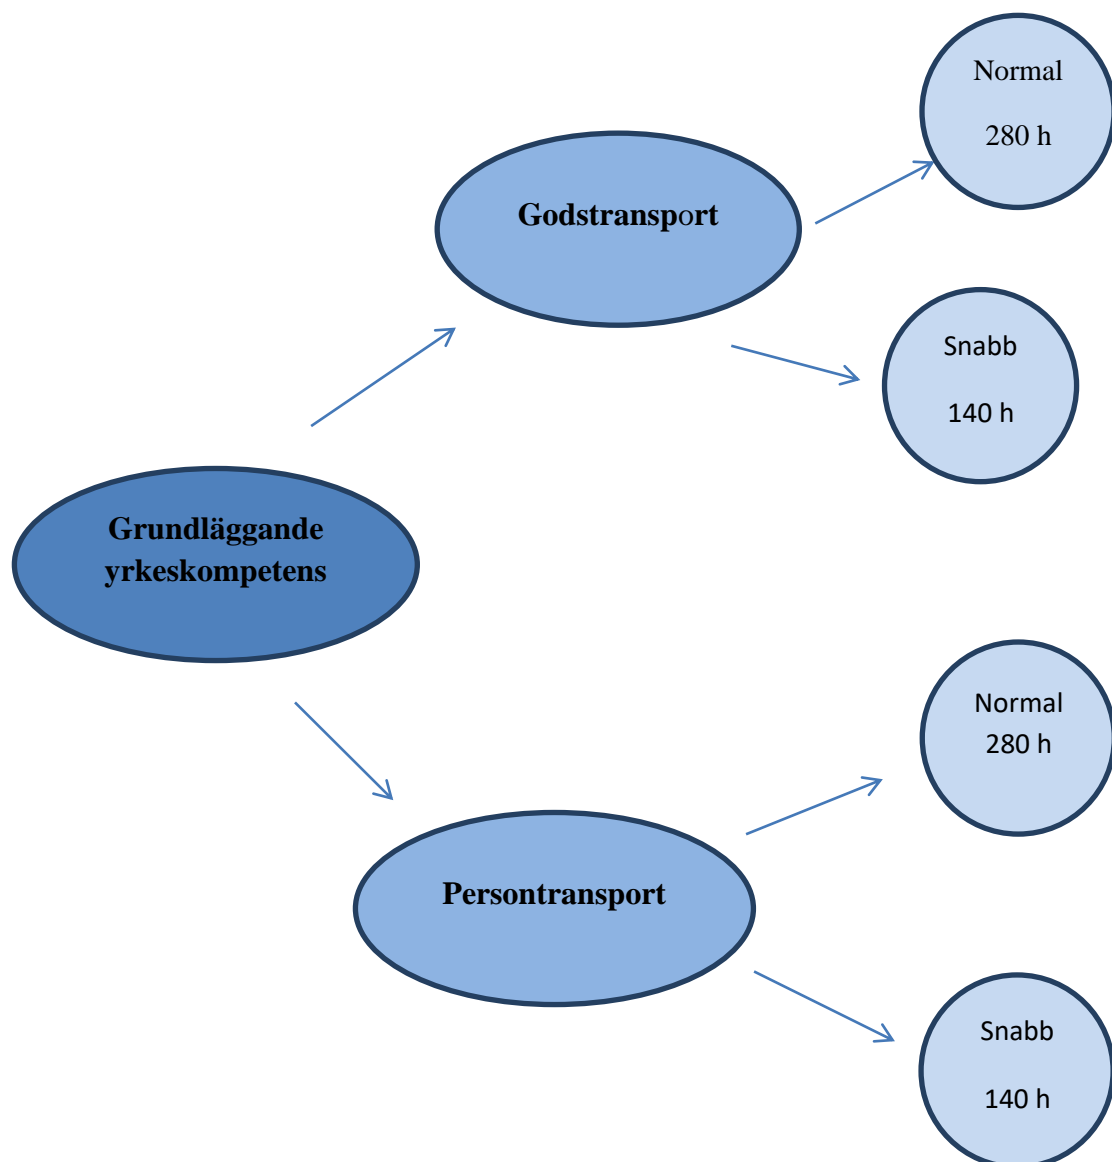 Normal
280 h
Godstransport
Snabb
140 h
Grundläggande
yrkeskompetens
Normal
280 h
Persontransport
Snabb
140 h